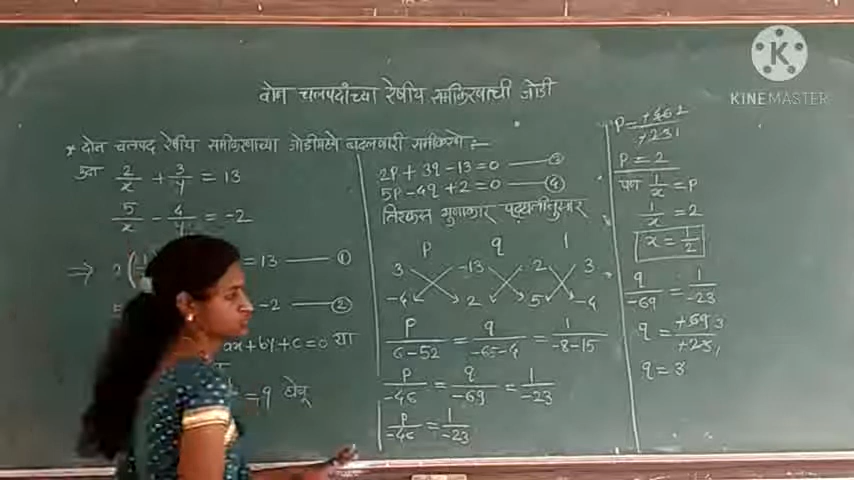 दोन चलपदांच्या रेषीय समीकरणाची जोडी
* दोन चलपद रेषीय समीकरणाच्या जोडीमध्ये बदलणारी समीकरणे :-
2/x + 3/y = 13
5/x - 4/y = -2
⇒ 2(1/ = 13 —— ①
-2 —— ②
ax+by+c=0 या
= q घेवू
2p + 3q - 13 = 0 —— ③
5p - 4q + 2 = 0 —— ④
तिरकस गुणाकार पद्धतीनुसार
p q 1
3 -13 2 3
-4 2 5 -4
p/6-52 = q/-65-4 = 1/-8-15
p/-46 = q/-69 = 1/-23
p/-46 = 1/-23
P = +46 2/+23 1
P = 2
पण 1/x = P
1/x = 2
x = 1/2
q/-69 = 1/-23
q = +69 3/+23 1
q = 3
KINEMASTER